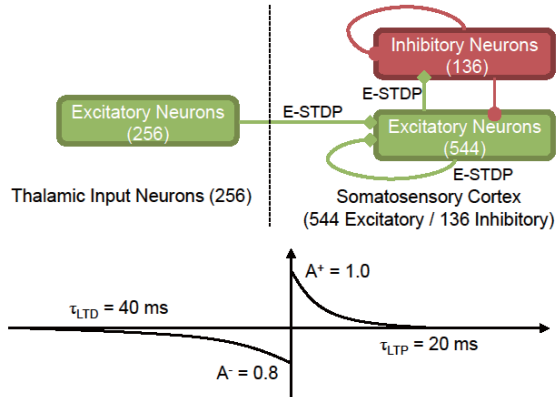 Inhibitory Neurons
(136)
E-STDP
E-STDP
Excitatory Neurons
(256)
Excitatory Neurons
(544)
E-STDP
Thalamic Input Neurons (256)
Somatosensory Cortex
(544 Excitatory / 136 Inhibitory)
A⁺ = 1.0
τLTD = 40 ms
τLTP = 20 ms
A⁻ = 0.8